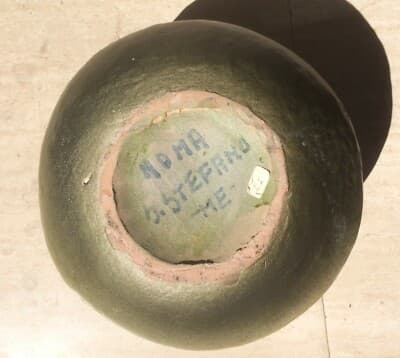 NOMA
S. STEFANO
-ME-